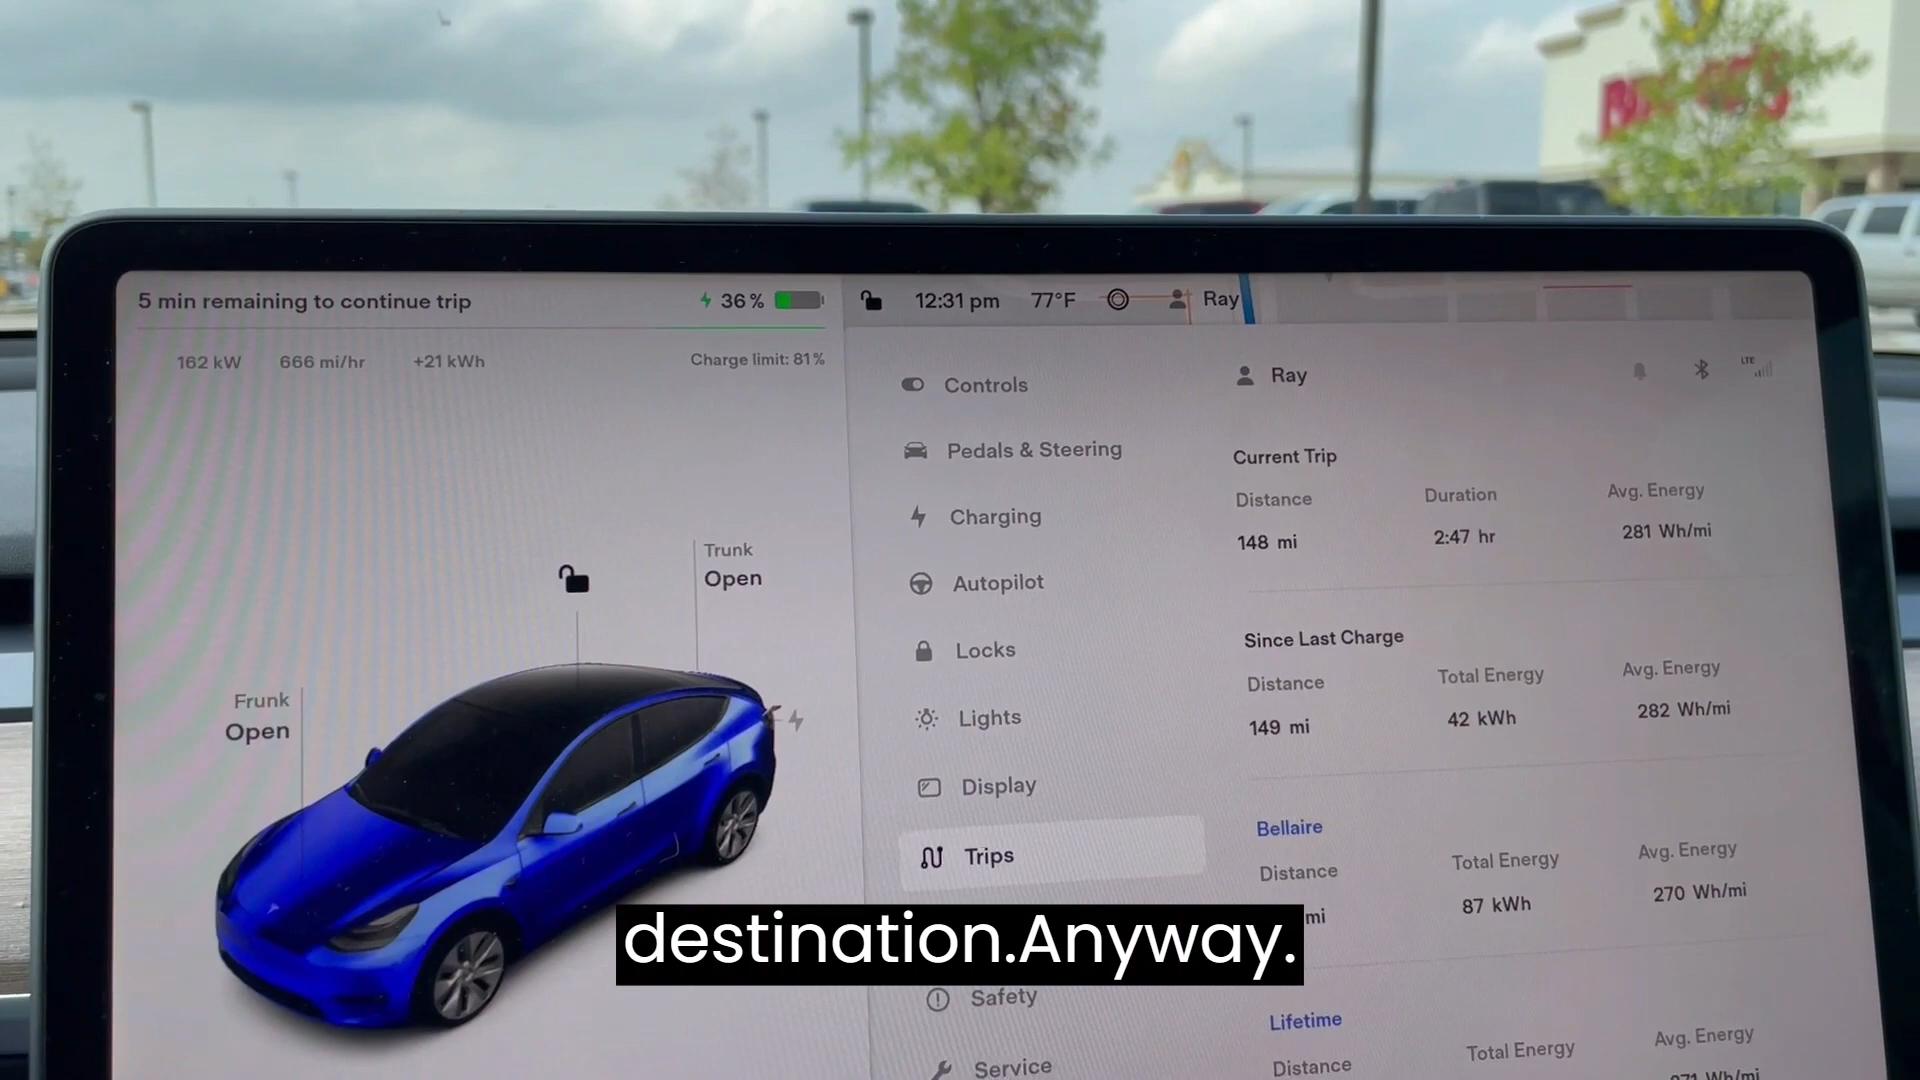 5 min remaining to continue trip
36%
162 kW 666 mi/hr +21 kWh
Charge limit: 81%
Trunk
Open
Frunk
Open
12:31 pm 77°F Ray
Controls
Pedals & Steering
Charging
Autopilot
Locks
Lights
Display
Trips
Safety
Service
Ray
LTE
Current Trip
Distance Duration Avg. Energy
148 mi 2:47 hr 281 Wh/mi
Since Last Charge
Distance Total Energy Avg. Energy
149 mi 42 kWh 282 Wh/mi
Bellaire
Distance Total Energy Avg. Energy
mi 87 kWh 270 Wh/mi
Lifetime
Distance Total Energy Avg. Energy
Wh/mi
destination.Anyway.